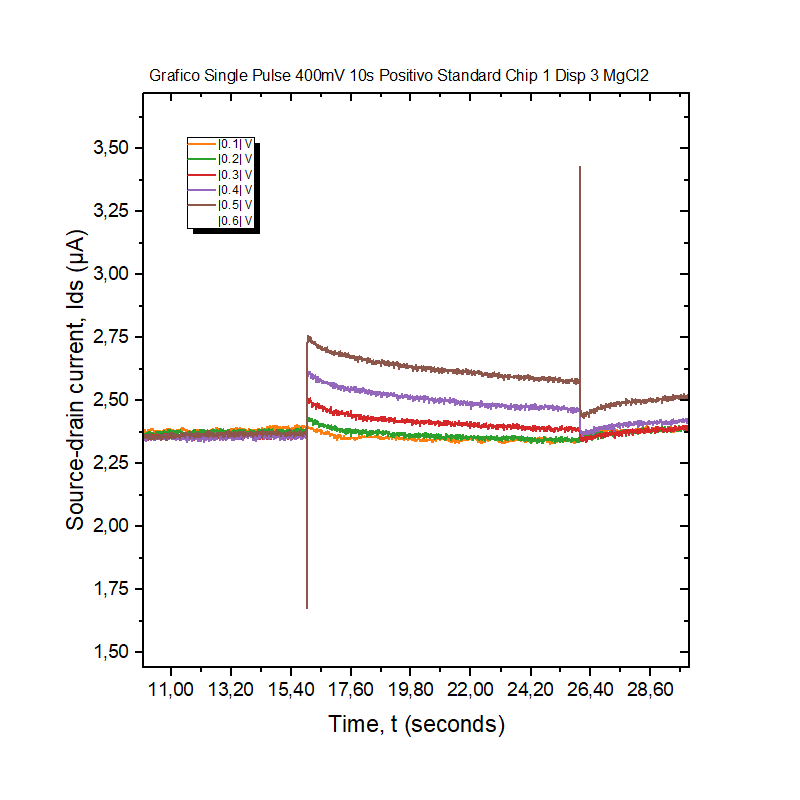 Grafico Single Pulse 400mV 10s Positivo Standard Chip 1 Disp 3 MgCl2
|0.1| V
|0.2| V
|0.3| V
|0.4| V
|0.5| V
|0.6| V
3,50
3,25
3,00
2,75
2,50
2,25
2,00
1,75
1,50
Source-drain current, Ids (μA)
11,00 13,20 15,40 17,60 19,80 22,00 24,20 26,40 28,60
Time, t (seconds)